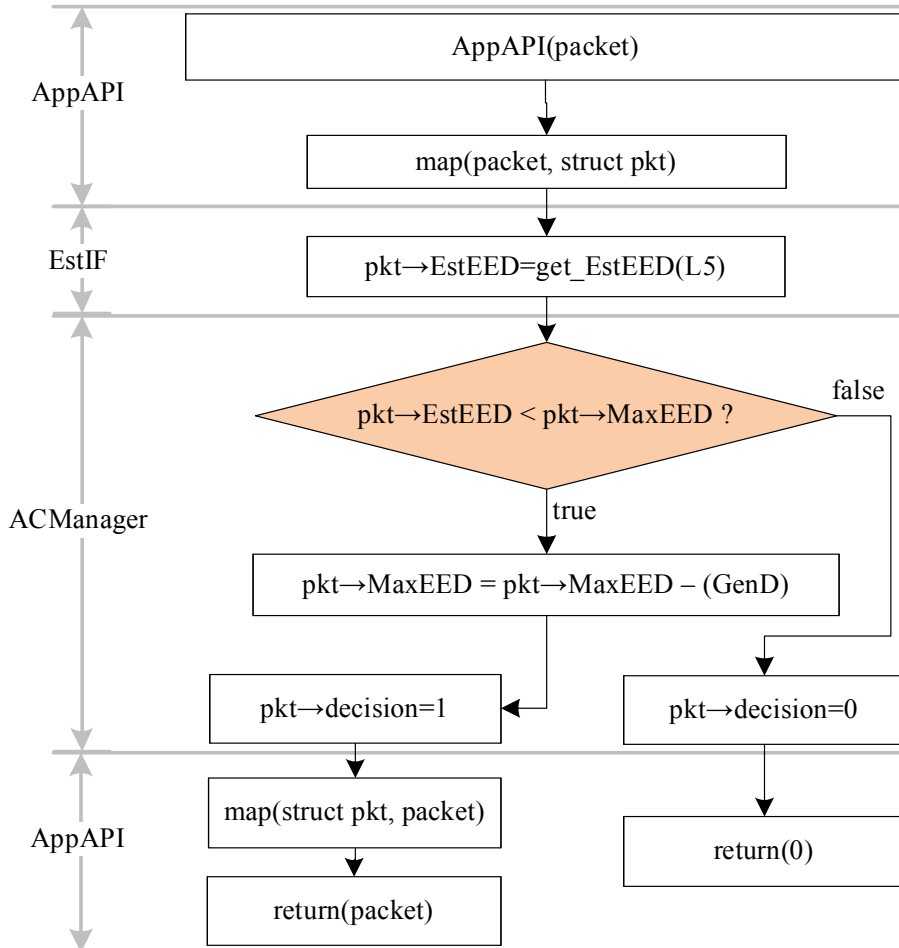 AppAPI(packet)
AppAPI
map(packet, struct pkt)
EstIF
pkt→EstEED=get_EstEED(L5)
false
pkt→EstEED < pkt→MaxEED ?
true
ACManager
pkt→MaxEED = pkt→MaxEED – (GenD)
pkt→decision=1
pkt→decision=0
map(struct pkt, packet)
AppAPI
return(0)
return(packet)